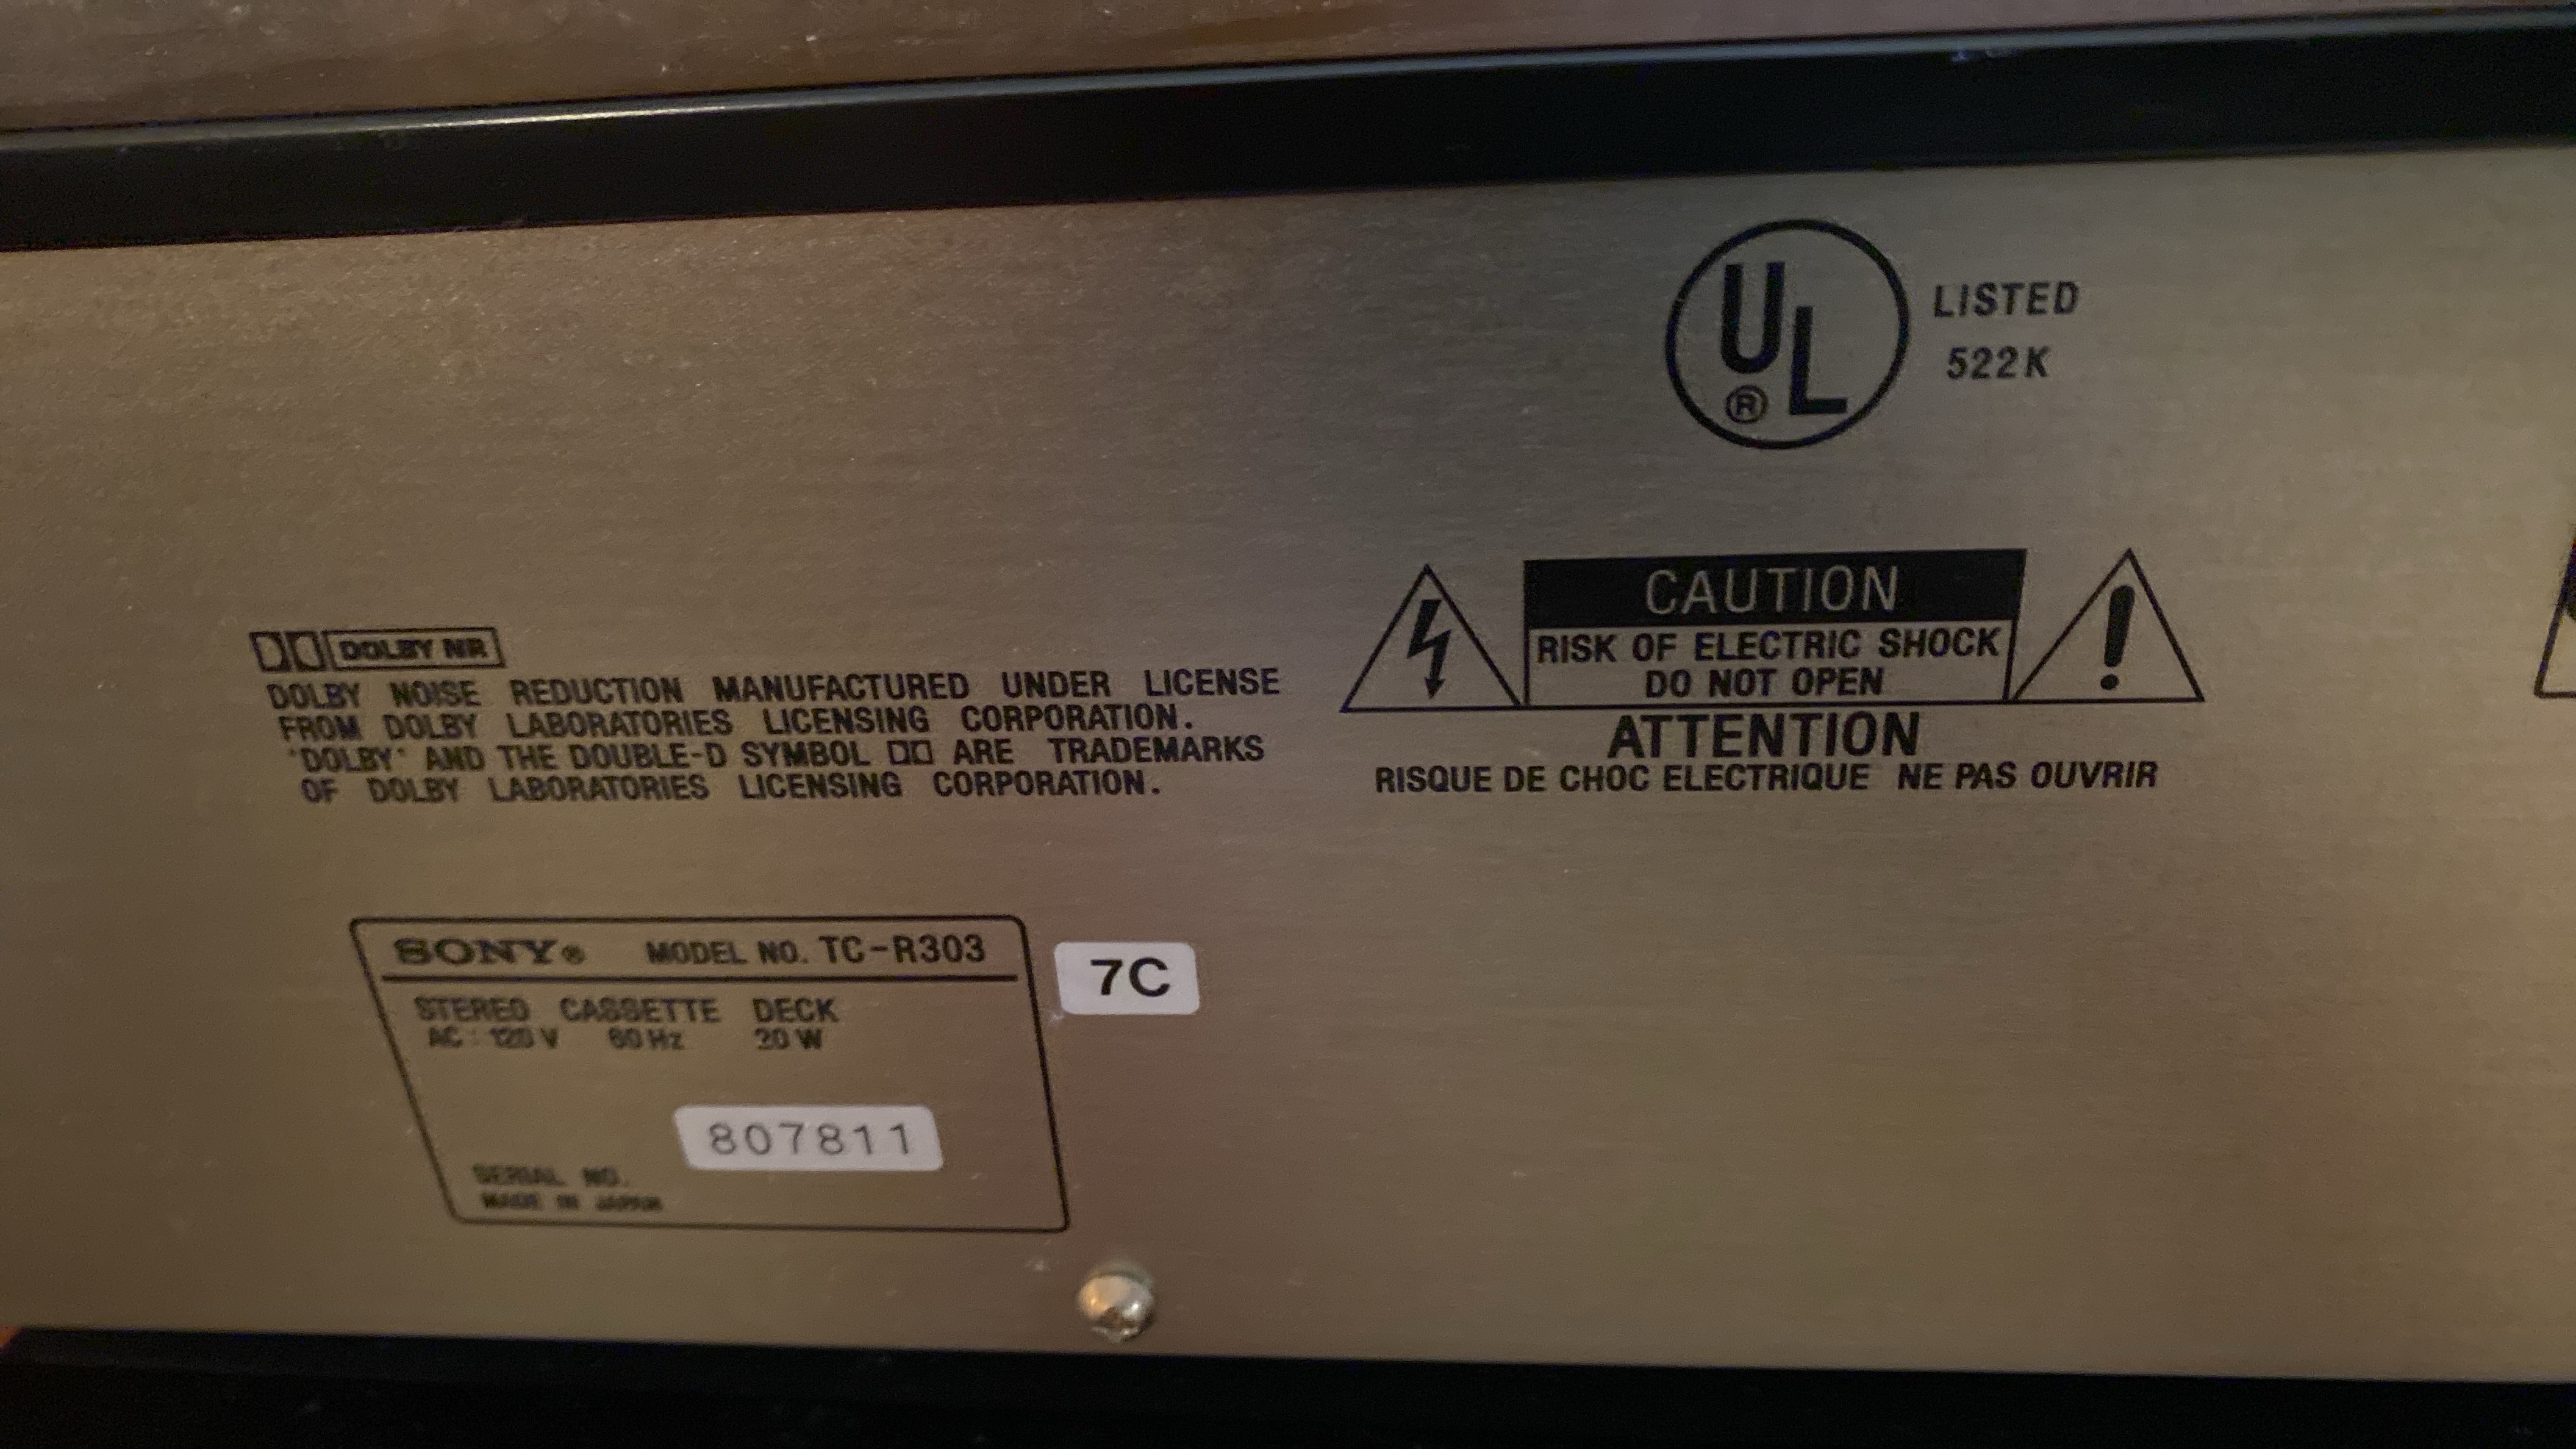 UL ®
LISTED
522K
DOLBY NR
DOLBY NOISE REDUCTION MANUFACTURED UNDER LICENSE
FROM DOLBY LABORATORIES LICENSING CORPORATION.
'DOLBY' AND THE DOUBLE-D SYMBOL ARE TRADEMARKS
OF DOLBY LABORATORIES LICENSING CORPORATION.
CAUTION
RISK OF ELECTRIC SHOCK
DO NOT OPEN
ATTENTION
RISQUE DE CHOC ELECTRIQUE NE PAS OUVRIR
SONY® MODEL NO. TC-R303
7C
STEREO CASSETTE DECK
AC : 120 V 60 Hz 20 W
807811
SERIAL NO.
MADE IN JAPAN